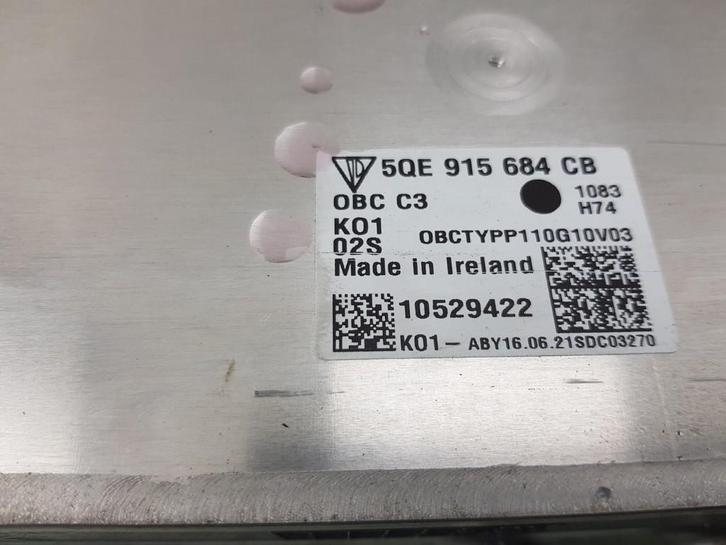 5QE 915 684 CB
OBC C3
1083
H74
K01
02S
OBCTYPP110G10V03
Made in Ireland
10529422
K01- ABY16.06.21SDC03270